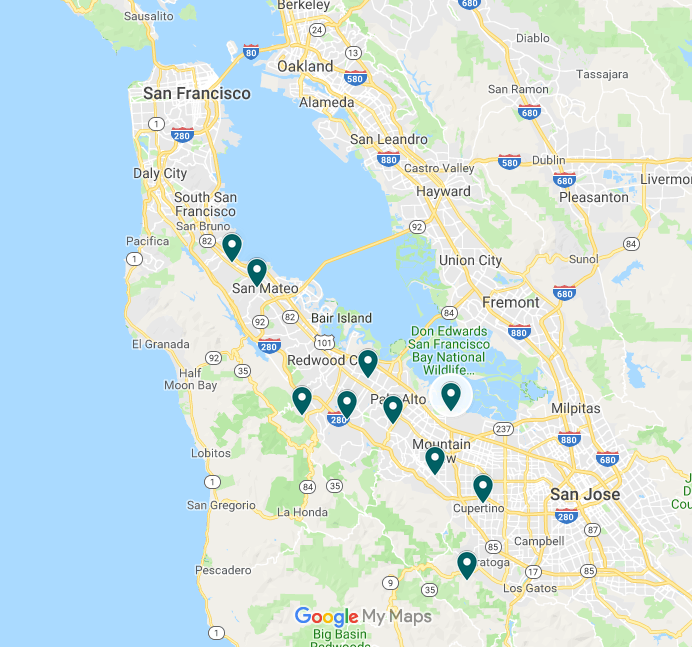 Sausalito
Berkeley
680
24
Diablo
80
13
Oakland
580
Tassajara
San Francisco
Alameda
San Ramon
680
1
280
San Leandro
880
Castro Valley
580
Dublin
Daly City
680
Livermor
Hayward
Pleasanton
South San
Francisco
San Bruno
92
Pacifica
82
84
1
Union City
Sunol
San Mateo
680
Fremont
84
Bair Island
92
82
880
Don Edwards
San Francisco
Bay National
Wildlife...
El Granada
101
280
92
Redwood C
35
Half
Moon Bay
Palo Alto
Milpitas
280
237
880
Mountain
ew
Lobitos
680
1
84
35
San Jose
San Gregorio
La Honda
Cupertino
280
87
Campbell
85
Pescadero
ratoga
17
85
9
35
Los Gatos
Google My Maps
1
Big Basin
Redwoods